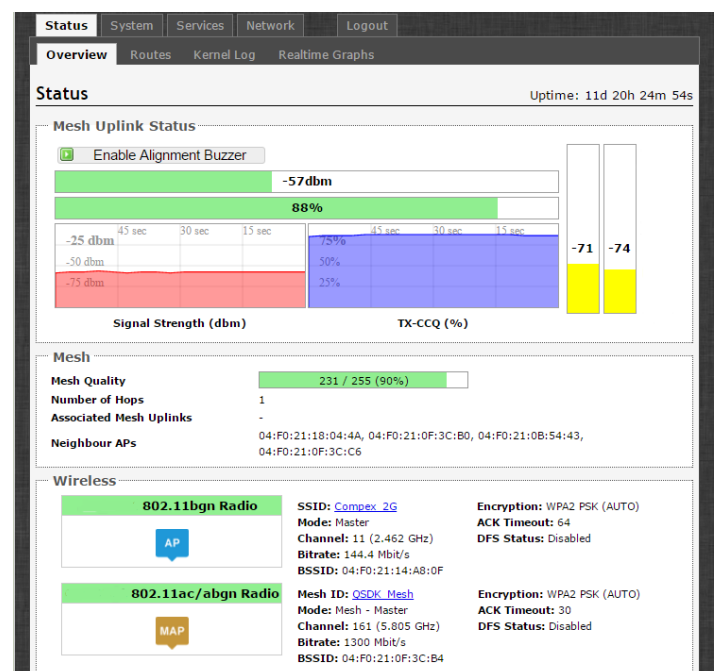 Status System Services Network Logout
Overview Routes Kernel Log Realtime Graphs
Status
Uptime: 11d 20h 24m 54s
Mesh Uplink Status
Enable Alignment Buzzer
-57dbm
88%
45 sec 30 sec 15 sec
-25 dbm
-50 dbm
-75 dbm
45 sec 30 sec 15 sec
75%
50%
25%
-71 -74
Signal Strength (dbm) TX-CCQ (%)
Mesh
Mesh Quality 231 / 255 (90%)
Number of Hops 1
Associated Mesh Uplinks -
Neighbour APs 04:F0:21:18:04:4A, 04:F0:21:0F:3C:B0, 04:F0:21:0B:54:43,
04:F0:21:0F:3C:C6
Wireless
802.11bgn Radio
AP
SSID: Compex_2G
Mode: Master
Channel: 11 (2.462 GHz)
Bitrate: 144.4 Mbit/s
BSSID: 04:F0:21:14:A8:0F
Encryption: WPA2 PSK (AUTO)
ACK Timeout: 64
DFS Status: Disabled
802.11ac/abgn Radio
MAP
Mesh ID: QSDK_Mesh
Mode: Mesh - Master
Channel: 161 (5.805 GHz)
Bitrate: 1300 Mbit/s
BSSID: 04:F0:21:0F:3C:B4
Encryption: WPA2 PSK (AUTO)
ACK Timeout: 30
DFS Status: Disabled